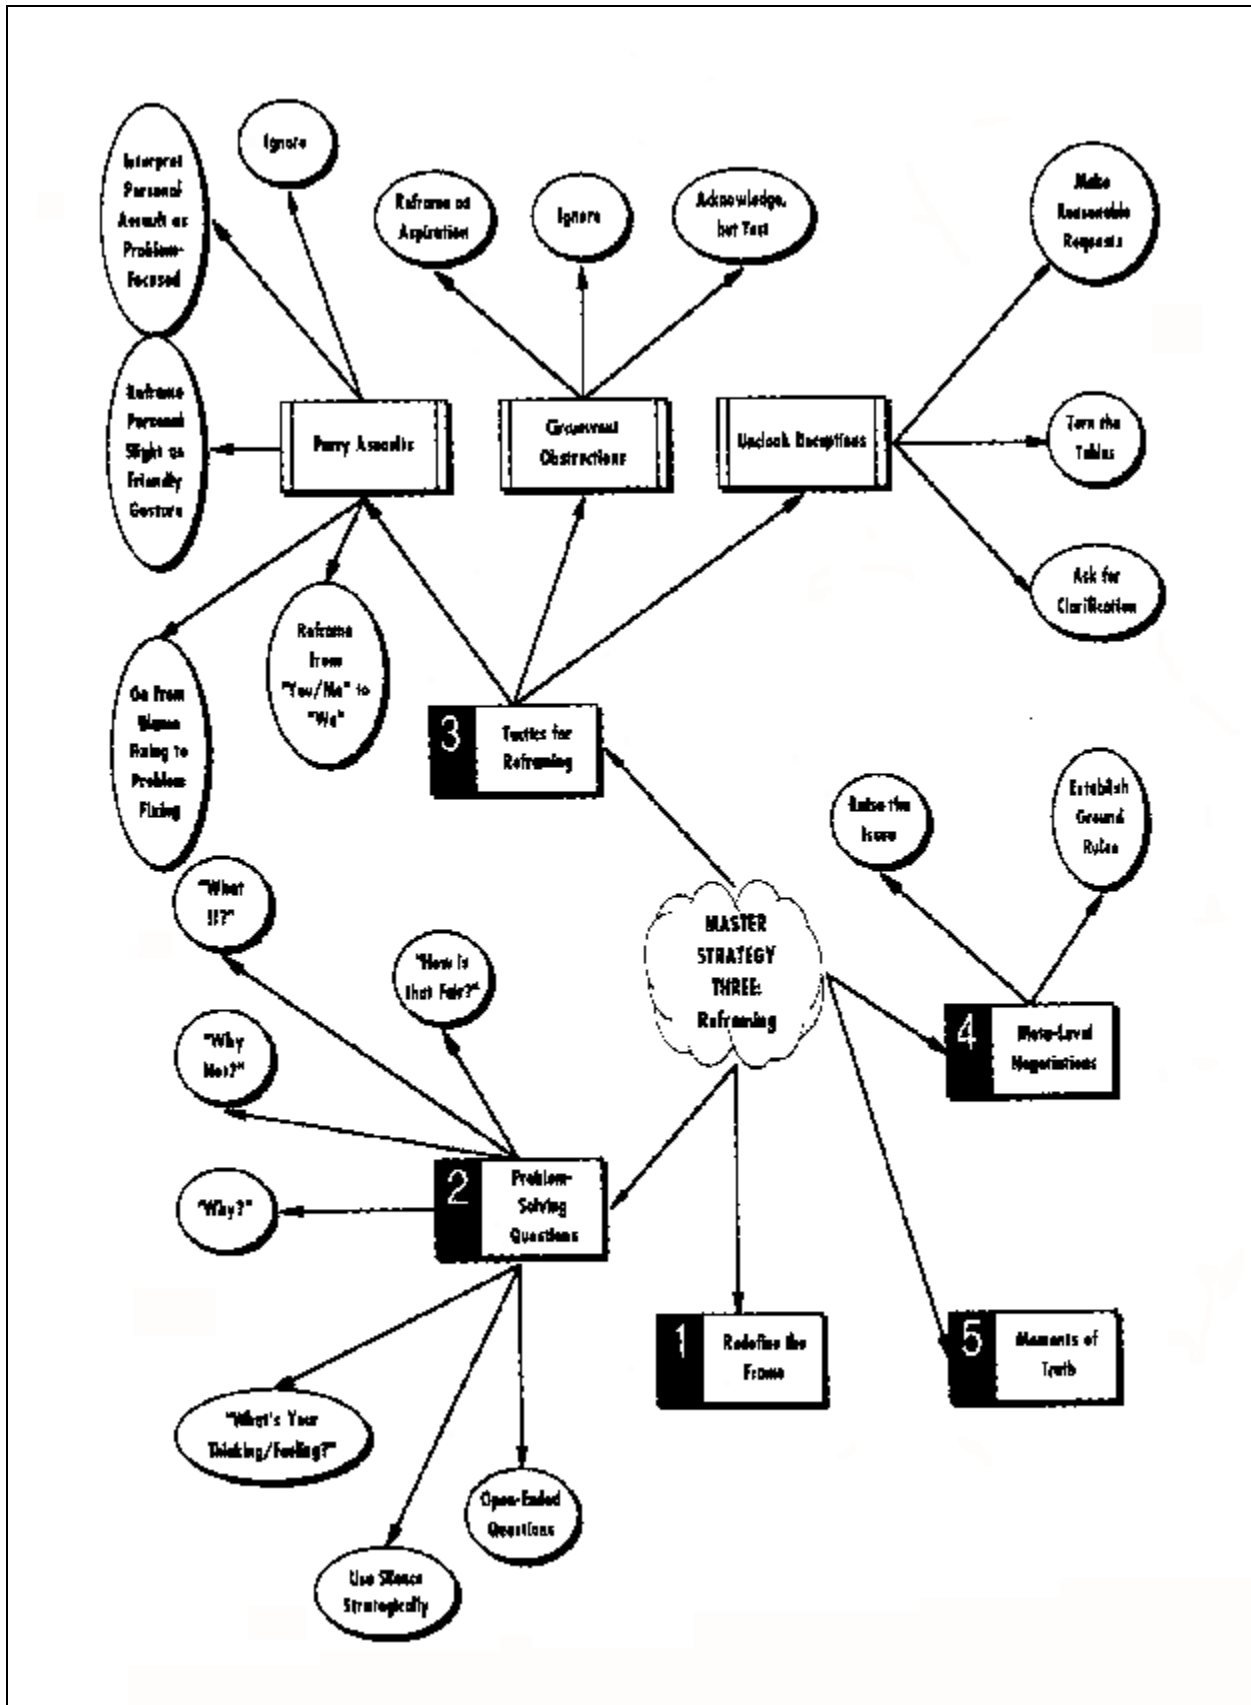 Ignore
Interpret
Personal
Assault as
Problem-
Focused
Reframe as
Aspiration
Ignore
Acknowledge,
but Test
Make
Reasonable
Requests
Reframe
Personal
Slight as
Friendly
Gesture
Parry Assaults
Circumvent
Obstructions
Uncloak Deceptions
Turn the
Tables
Ask for
Clarification
Reframe
from
"You/Me" to
"We"
Go From
Blame
Fixing to
Problem
Fixing
3
Tactics for
Reframing
Raise the
Issue
Establish
Ground
Rules
"What
If?"
"How is
that Fair?"
MASTER
STRATEGY
THREE:
Reframing
"Why
Not?"
4
Meta-Level
Negotiations
"Why?"
2
Problem-
Solving
Questions
1
Redefine the
Frame
5
Moments of
Truth
"What's Your
Thinking/Feeling?"
Open-Ended
Questions
Use Silence
Strategically